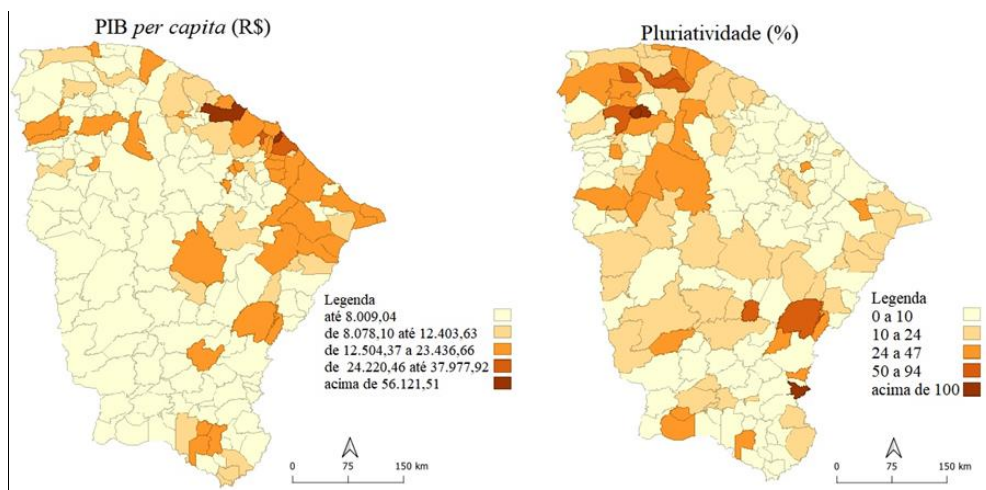 PIB per capita (R$)
Legenda
até 8.009,04
de 8.078,10 até 12.403,63
de 12.504,37 a 23.436,66
de 24.220,46 até 37.977,92
acima de 56.121,51
0 75 150 km
Pluriatividade (%)
Legenda
0 a 10
10 a 24
24 a 47
50 a 94
acima de 100
0 75 150 km